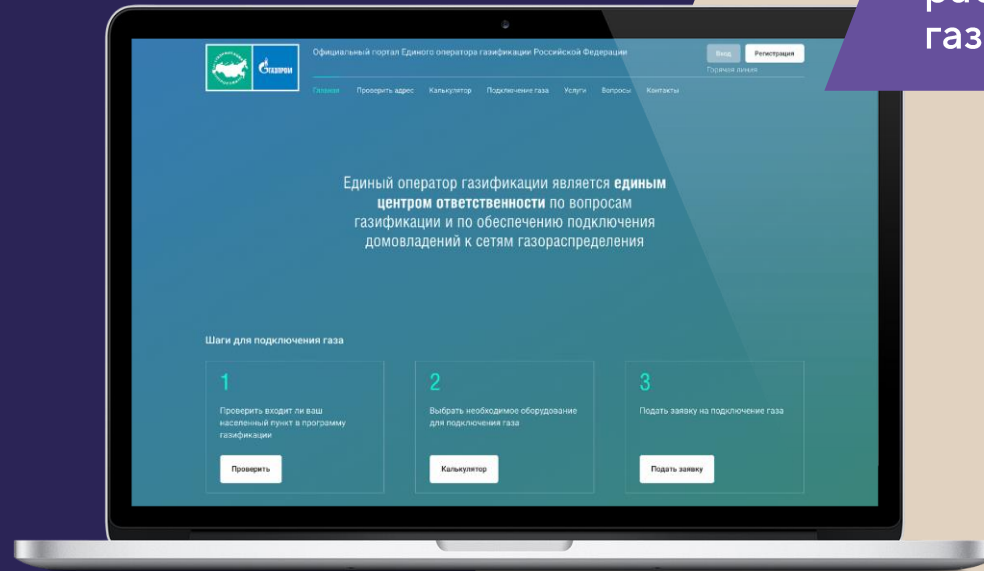 газ
Официальный портал Единого оператора газификации Российской Федерации
Вход
Регистрация
Горячая линия
ГАЗПРОМ
Главная Проверить адрес Калькулятор Подключение газа Услуги Вопросы Контакты
Единый оператор газификации является единым
центром ответственности по вопросам
газификации и по обеспечению подключения
домовладений к сетям газораспределения
Шаги для подключения газа
1
Проверить входит ли ваш
населенный пункт в программу
газификации
Проверить
2
Выбрать необходимое оборудование
для подключения газа
Калькулятор
3
Подать заявку на подключение газа
Подать заявку